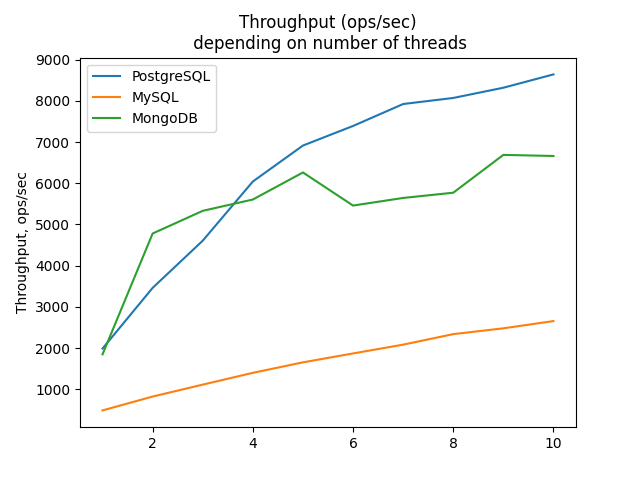 Throughput (ops/sec)
depending on number of threads
9000
8000
7000
6000
5000
4000
3000
2000
1000
Throughput, ops/sec
PostgreSQL
MySQL
MongoDB
2
4
6
8
10